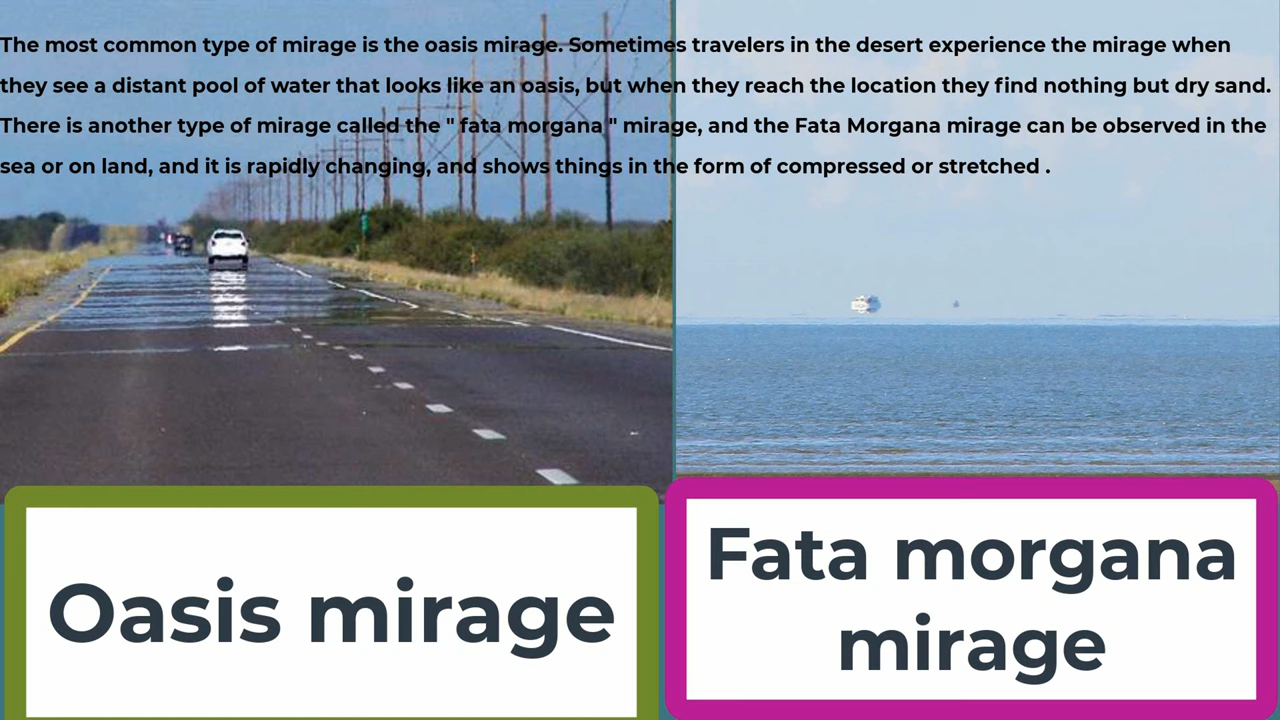 The most common type of mirage is the oasis mirage. Sometimes travelers in the desert experience the mirage when
they see a distant pool of water that looks like an oasis, but when they reach the location they find nothing but dry sand.
There is another type of mirage called the " fata morgana " mirage, and the Fata Morgana mirage can be observed in the
sea or on land, and it is rapidly changing, and shows things in the form of compressed or stretched .
Oasis mirage
Fata morgana
mirage